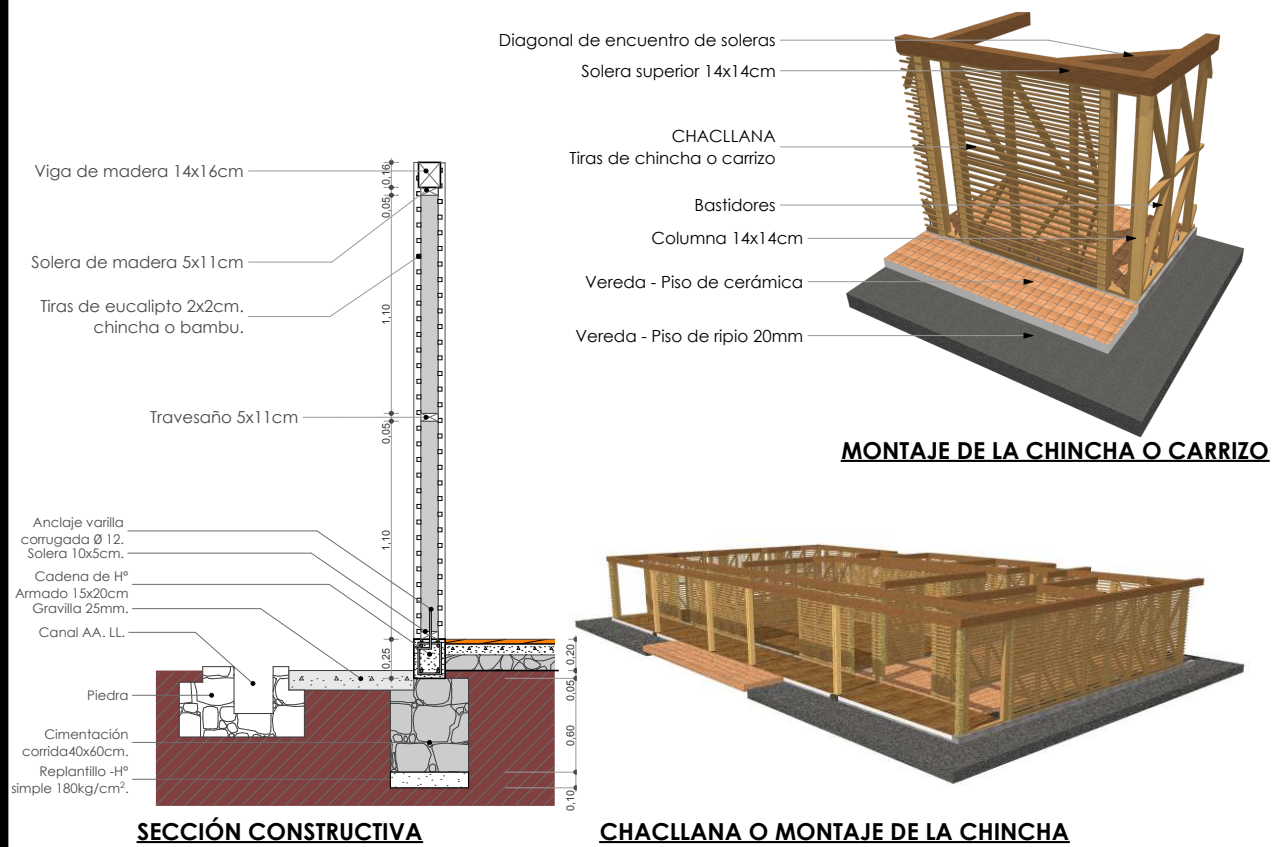 Diagonal de encuentro de soleras
Solera superior 14x14cm
CHACLLANA
Tiras de chincha o carrizo
Bastidores
Columna 14x14cm
Vereda - Piso de cerámica
Vereda - Piso de ripio 20mm
MONTAJE DE LA CHINCHA O CARRIZO
Viga de madera 14x16cm
Solera de madera 5x11cm
Tiras de eucalipto 2x2cm.
chincha o bambu.
Travesaño 5x11cm
Anclaje varilla
corrugada Ø 12.
Solera 10x5cm.
Cadena de Hº
Armado 15x20cm
Gravilla 25mm.
Canal AA. LL.
Piedra
Cimentación
corrida40x60cm.
Replantillo -Hº
simple 180kg/cm².
0,16
0,05
1,10
0,05
1,10
0,25
0,20
0,05
0,60
0,10
SECCIÓN CONSTRUCTIVA
CHACLLANA O MONTAJE DE LA CHINCHA